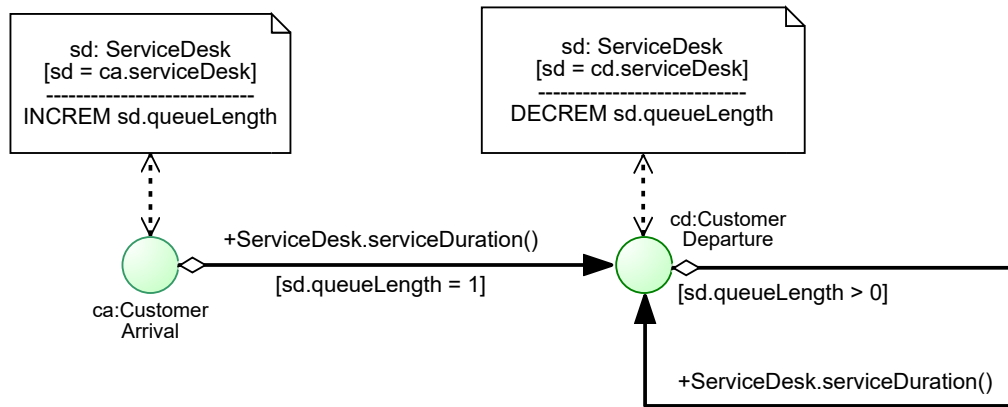 sd: ServiceDesk
[sd = ca.serviceDesk]
-----------------------------
INCREM sd.queueLength
sd: ServiceDesk
[sd = cd.serviceDesk]
-----------------------------
DECREM sd.queueLength
+ServiceDesk.serviceDuration()
[sd.queueLength = 1]
ca:Customer
Arrival
cd:Customer
Departure
[sd.queueLength > 0]
+ServiceDesk.serviceDuration()